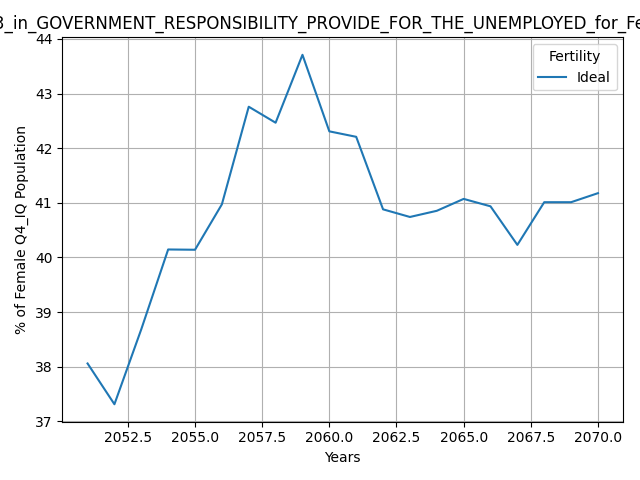 3_in_GOVERNMENT_RESPONSIBILITY_PROVIDE_FOR_THE_UNEMPLOYED_for_Fe
44
43
42
41
40
39
38
37
% of Female Q4_IQ Population
Fertility
Ideal
2052.5 2055.0 2057.5 2060.0 2062.5 2065.0 2067.5 2070.0
Years